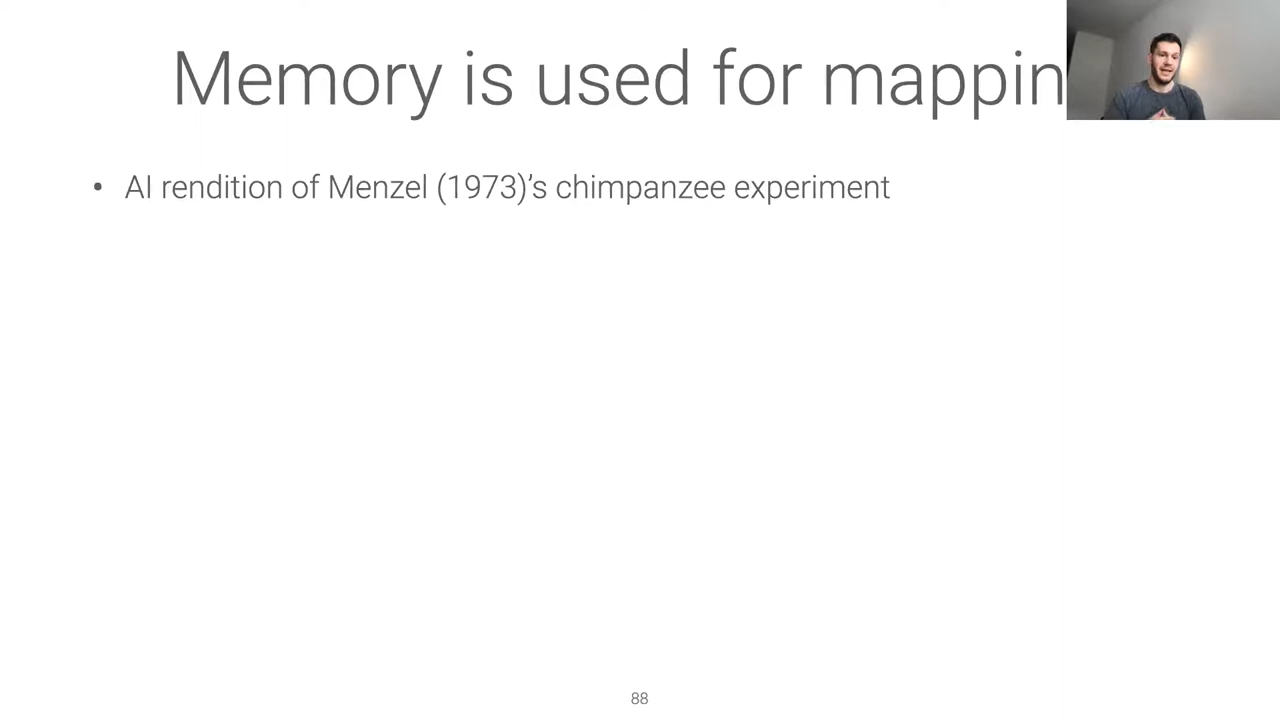 Memory is used for mappin
• AI rendition of Menzel (1973)'s chimpanzee experiment
88